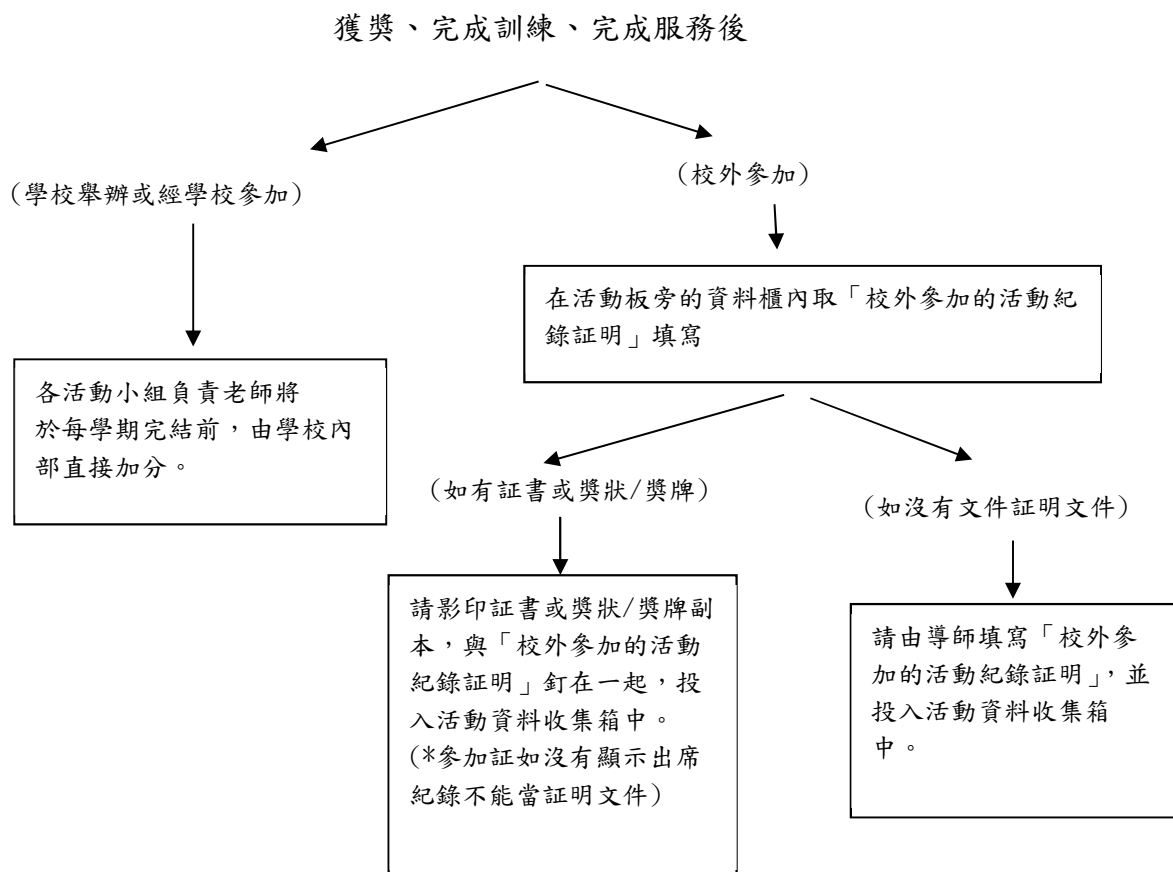 獲獎、完成訓練、完成服務後
(學校舉辦或經學校參加)
(校外參加)
在活動板旁的資料櫃內取「校外參加的活動紀
錄証明」填寫
各活動小組負責老師將
於每學期完結前，由學校內
部直接加分。
(如有証書或獎狀/獎牌)
(如沒有文件証明文件)
請影印証書或獎狀/獎牌副
本，與「校外參加的活動
紀錄証明」釘在一起，投
入活動資料收集箱中。
(*參加証如沒有顯示出席
紀錄不能當証明文件)
請由導師填寫「校外參
加的活動紀錄証明」，並
投入活動資料收集箱
中。